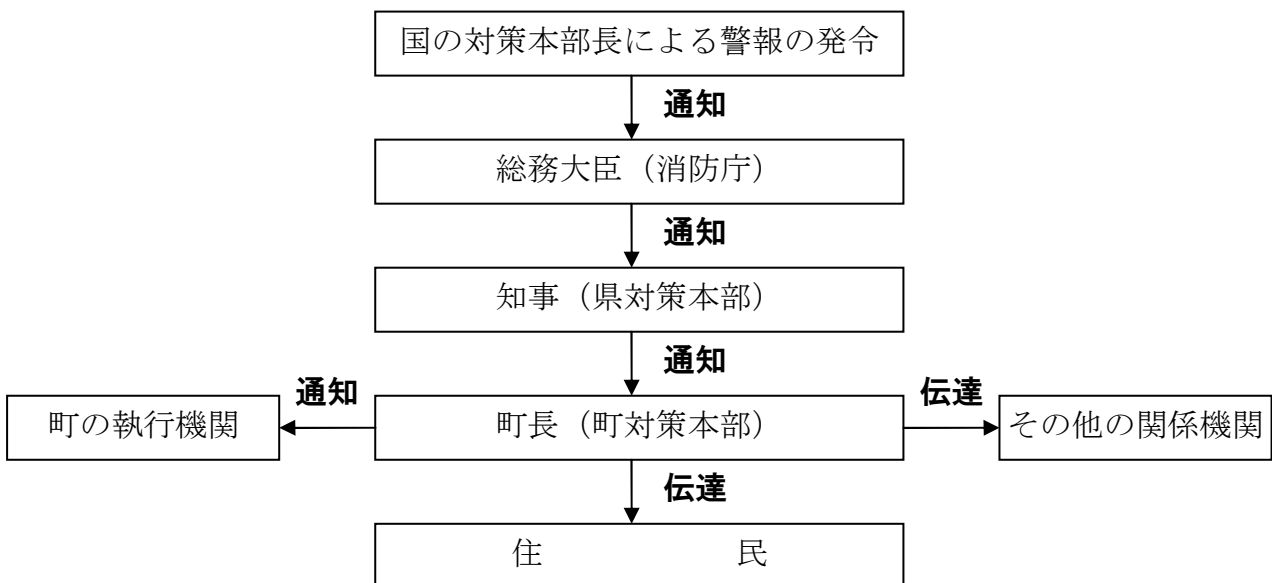 国の対策本部長による警報の発令
通知
総務大臣（消防庁）
通知
知事（県対策本部）
通知
通知
伝達
町の執行機関
町長（町対策本部）
その他の関係機関
伝達
住　　　　　民